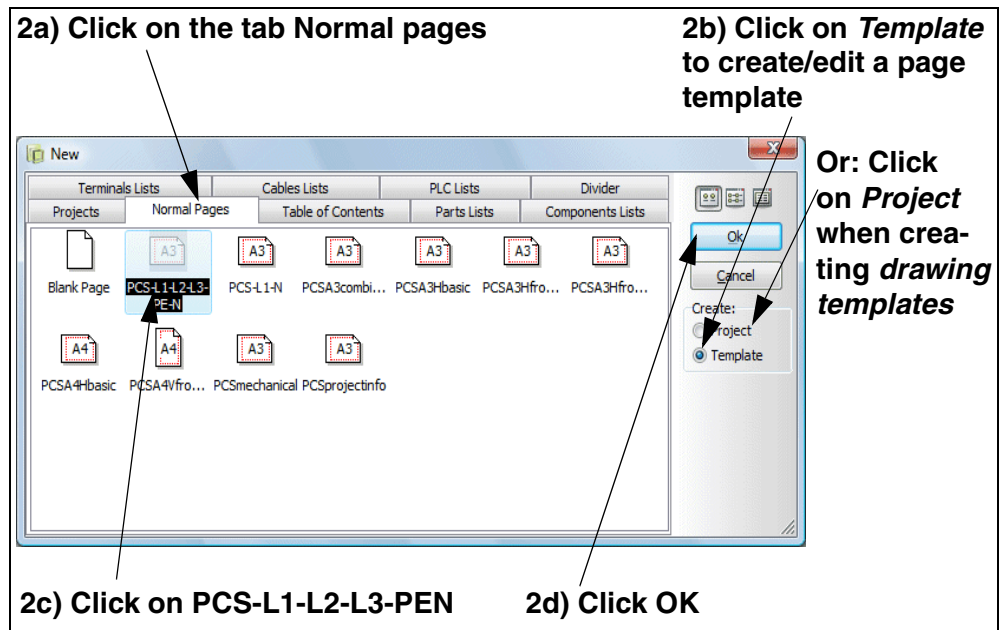 2a) Click on the tab Normal pages
2b) Click on Template
to create/edit a page
template
New
Or: Click
on Project
when crea-
ting drawing
templates
Terminals Lists
Cables Lists
PLC Lists
Divider
Projects
Normal Pages
Table of Contents
Parts Lists
Components Lists
Ok
Cancel
Create:
Project
Template
A3
A3
A3
A3
A3
A3
Blank Page
PCS-L1-L2-L3-
PE-N
PCS-L1-N
PCSA3combi...
PCSA3Hbasic
PCSA3Hfro...
PCSA3Hfro...
A4
A4
A3
A3
PCSA4Hbasic
PCSA4Vfro...
PCSmechanical
PCSprojectinfo
2c) Click on PCS-L1-L2-L3-PEN
2d) Click OK